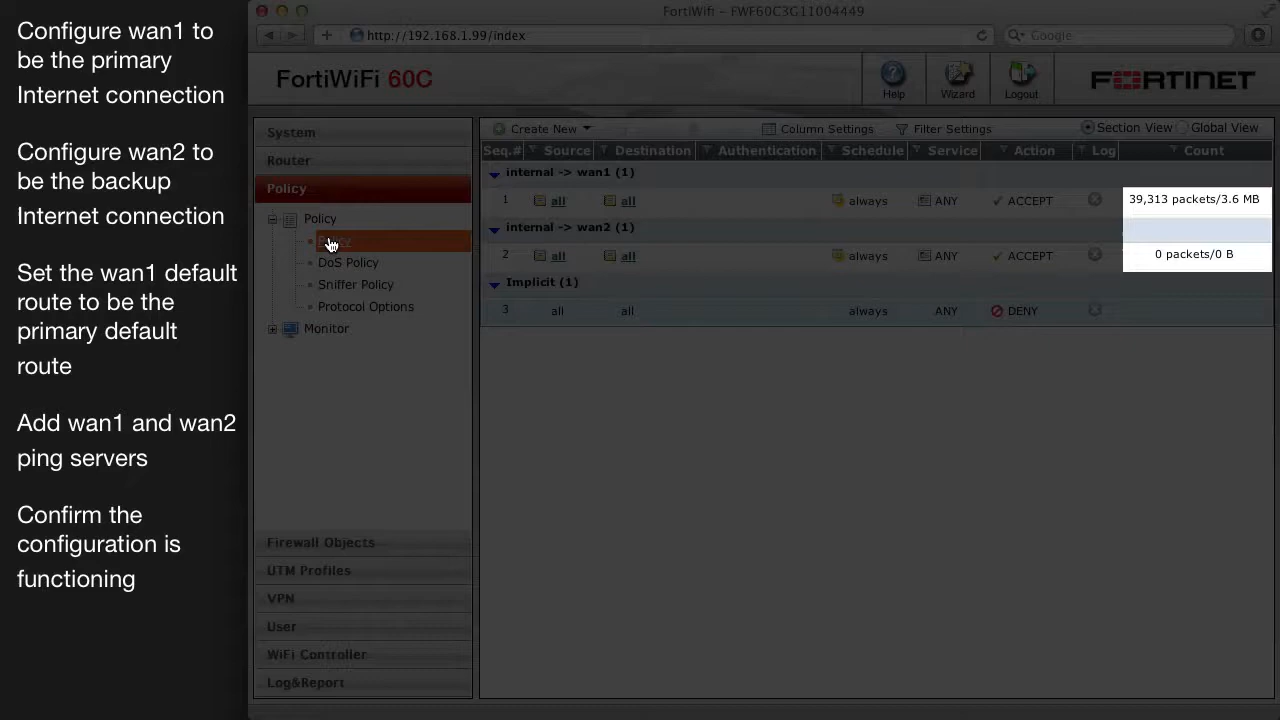 Configure wan1 to
be the primary
Internet connection
Configure wan2 to
be the backup
Internet connection
Set the wan1 default
route to be the
primary default
route
Add wan1 and wan2
ping servers
Confirm the
configuration is
functioning
FortiWifi – FWF60C3G11004449
http://192.168.1.99/index
Google
FortiWiFi 60C
Help
Wizard
Logout
FORTINET
System
Router
Policy
Policy
Policy
DoS Policy
Sniffer Policy
Protocol Options
Monitor
Firewall Objects
UTM Profiles
VPN
User
WiFi Controller
Log&Report
Create New Column Settings Filter Settings Section View Global View
Seq.# Source Destination Authentication Schedule Service Action Log Count
internal -> wan1 (1)
1 all all always ANY ACCEPT 39,313 packets/3.6 MB
internal -> wan2 (1)
2 all all always ANY ACCEPT 0 packets/0 B
Implicit (1)
3 all all always ANY DENY